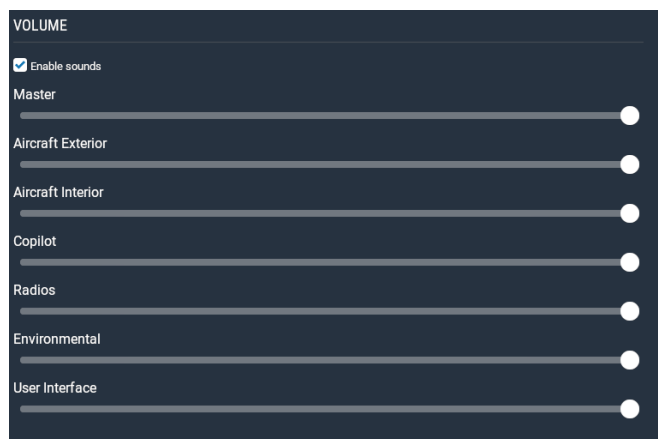 VOLUME
Enable sounds
Master
Aircraft Exterior
Aircraft Interior
Copilot
Radios
Environmental
User Interface